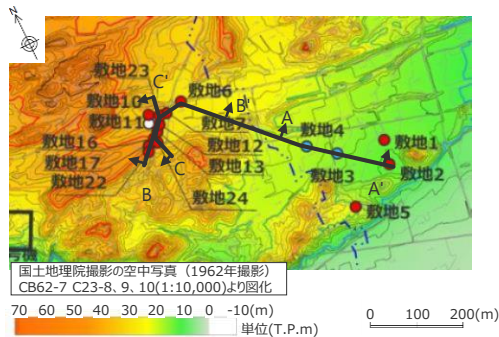 N
敷地23
C'
敷地6
敷地10
B'
A
敷地11
敷地7
敷地4
敷地1
敷地16
敷地12
敷地17
敷地13
敷地3
敷地2
敷地22
C
A'
B
敷地24
敷地5
号機
国土地理院撮影の空中写真（1962年撮影）
CB62-7 C23-8、9、10(1:10,000)より図化
70 60 50 40 30 20 10 0 -10(m)
単位(T.P.m)
0 100 200(m)